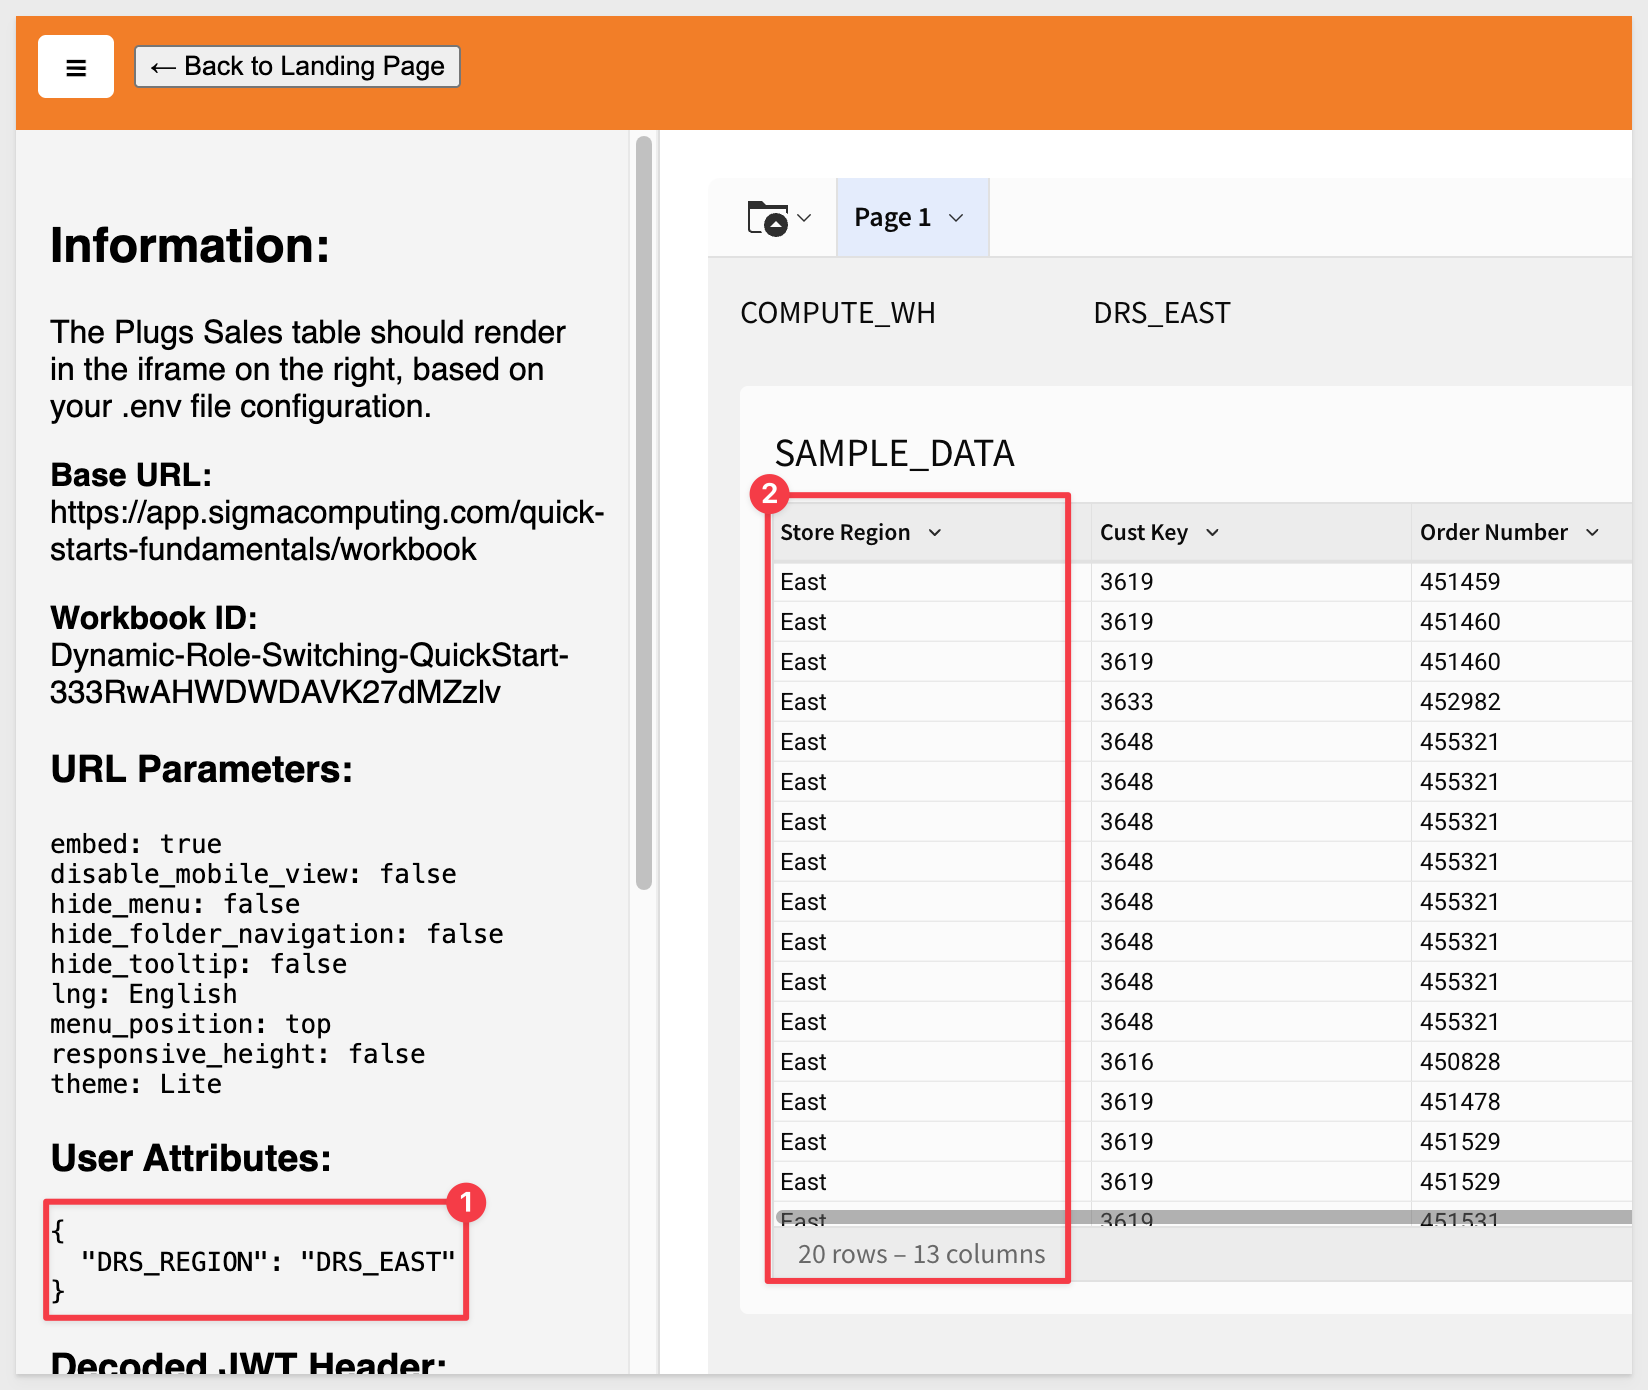 ← Back to Landing Page
Information:
The Plugs Sales table should render
in the iframe on the right, based on
your .env file configuration.
Base URL:
https://app.sigmacomputing.com/quick-
starts-fundamentals/workbook
Workbook ID:
Dynamic-Role-Switching-QuickStart-
333RwAHWDWDAVK27dMZzlv
URL Parameters:
embed: true
disable_mobile_view: false
hide_menu: false
hide_folder_navigation: false
hide_tooltip: false
lng: English
menu_position: top
responsive_height: false
theme: Lite
User Attributes:
1
{
"DRS_REGION": "DRS_EAST"
}
Decoded JWT Header:
Page 1
COMPUTE_WH DRS_EAST
SAMPLE_DATA
2
Store Region Cust Key Order Number
East 3619 451459
East 3619 451460
East 3619 451460
East 3633 452982
East 3648 455321
East 3648 455321
East 3648 455321
East 3648 455321
East 3648 455321
East 3648 455321
East 3648 455321
East 3648 455321
East 3616 450828
East 3619 451478
East 3619 451529
East 3619 451529
East 3619 451531
20 rows – 13 columns